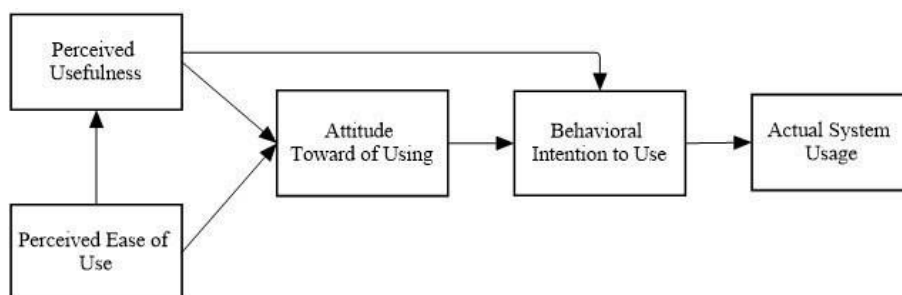 Perceived
Usefulness
Attitude
Toward of Using
Behavioral
Intention to Use
Actual System
Usage
Perceived Ease of
Use